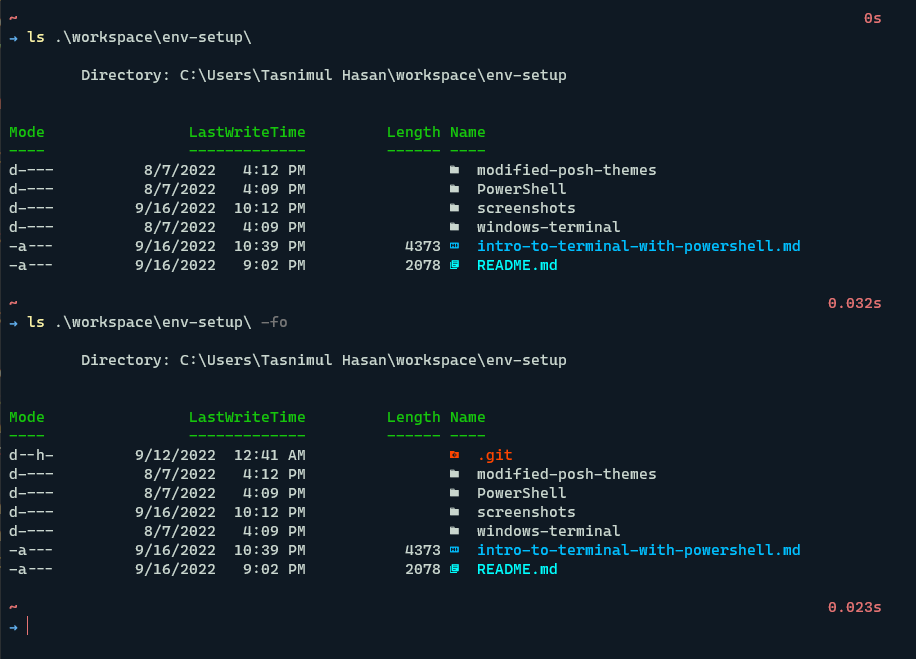 ~ 0s
→ ls .\workspace\env-setup\
Directory: C:\Users\Tasnimul Hasan\workspace\env-setup
Mode LastWriteTime Length Name
---- ------------- ------ ----
d---- 8/7/2022 4:12 PM modified-posh-themes
d---- 8/7/2022 4:09 PM PowerShell
d---- 9/16/2022 10:12 PM screenshots
d---- 8/7/2022 4:09 PM windows-terminal
-a--- 9/16/2022 10:39 PM 4373 intro-to-terminal-with-powershell.md
-a--- 9/16/2022 9:02 PM 2078 README.md
~ 0.032s
→ ls .\workspace\env-setup\ -fo
Directory: C:\Users\Tasnimul Hasan\workspace\env-setup
Mode LastWriteTime Length Name
---- ------------- ------ ----
d--h- 9/12/2022 12:41 AM .git
d---- 8/7/2022 4:12 PM modified-posh-themes
d---- 8/7/2022 4:09 PM PowerShell
d---- 9/16/2022 10:12 PM screenshots
d---- 8/7/2022 4:09 PM windows-terminal
-a--- 9/16/2022 10:39 PM 4373 intro-to-terminal-with-powershell.md
-a--- 9/16/2022 9:02 PM 2078 README.md
~ 0.023s
→